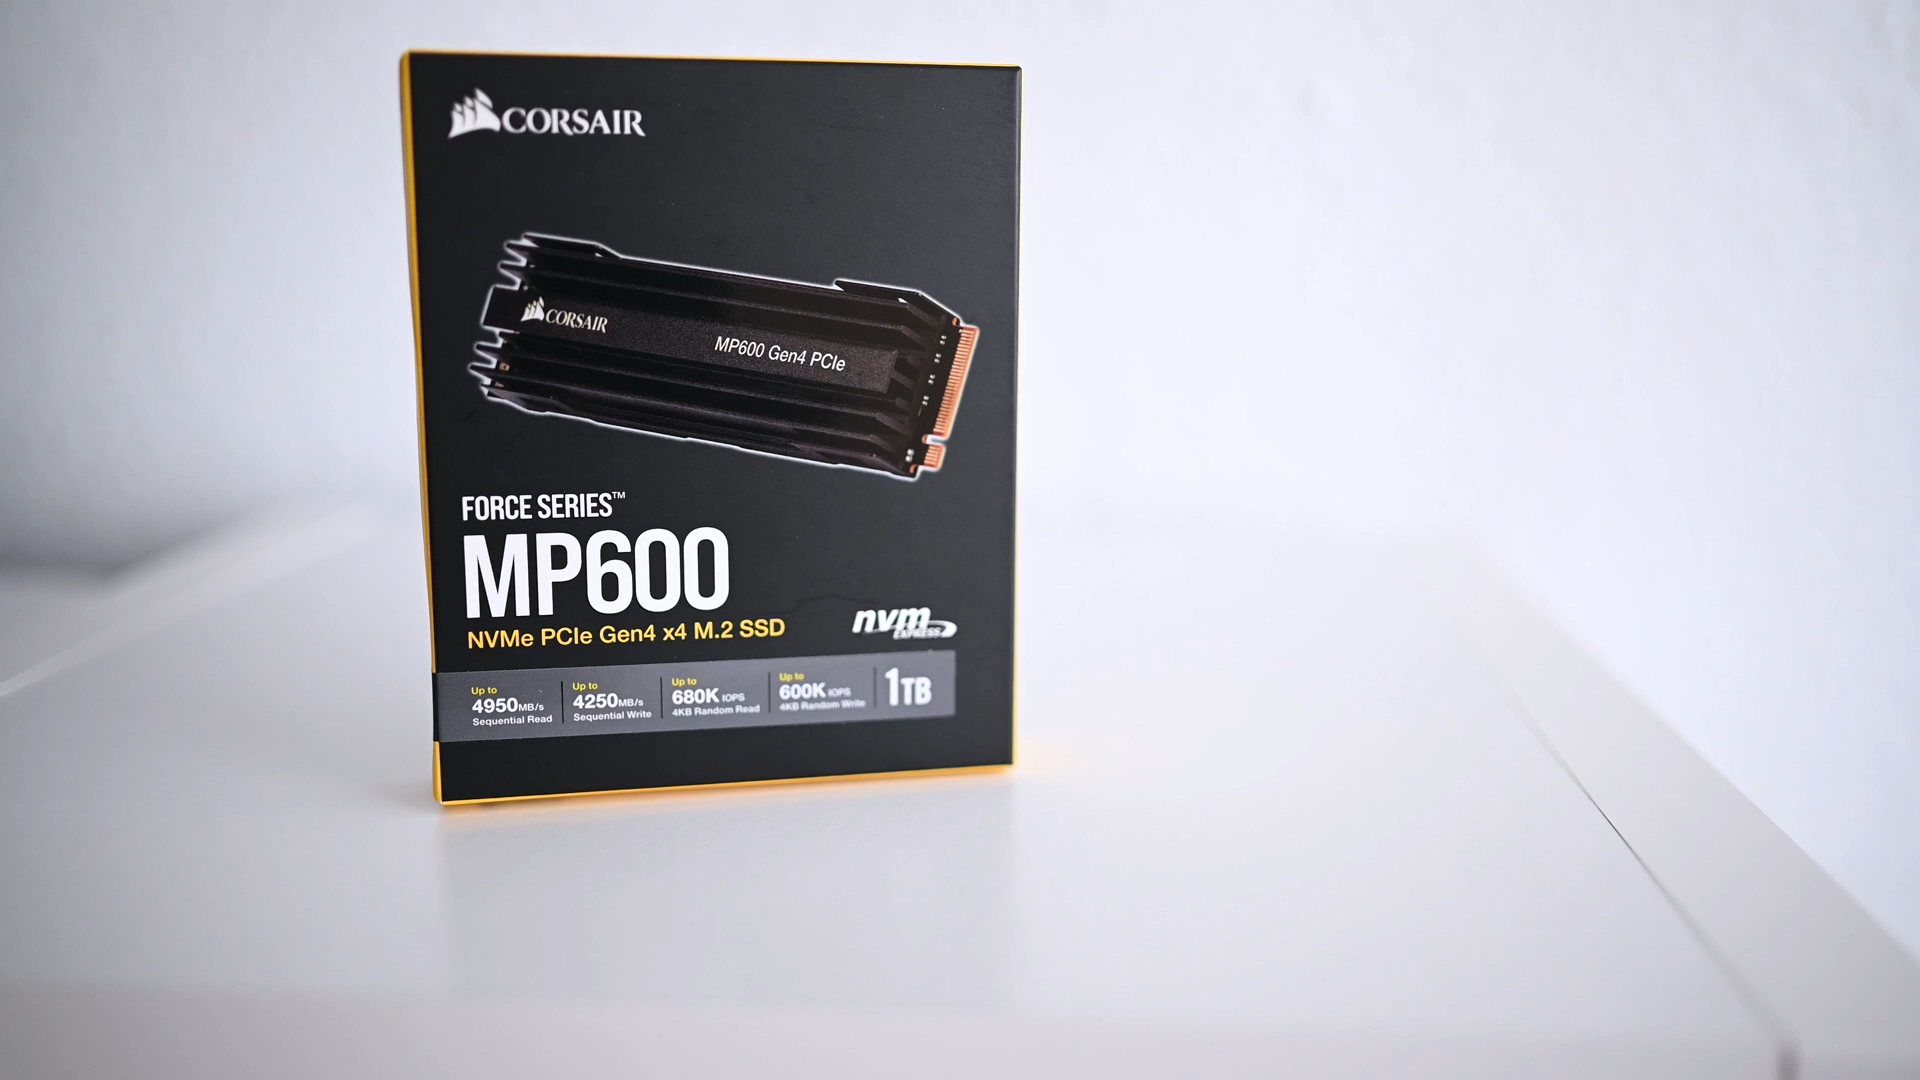 CORSAIR
CORSAIR
MP600 Gen4 PCIe
FORCE SERIES™
MP600
NVMe PCIe Gen4 x4 M.2 SSD
nvm
EXPRESS
Up to
4950MB/s
Sequential Read
Up to
4250MB/s
Sequential Write
Up to
680K IOPS
4KB Random Read
Up to
600K IOPS
4KB Random Write
1TB